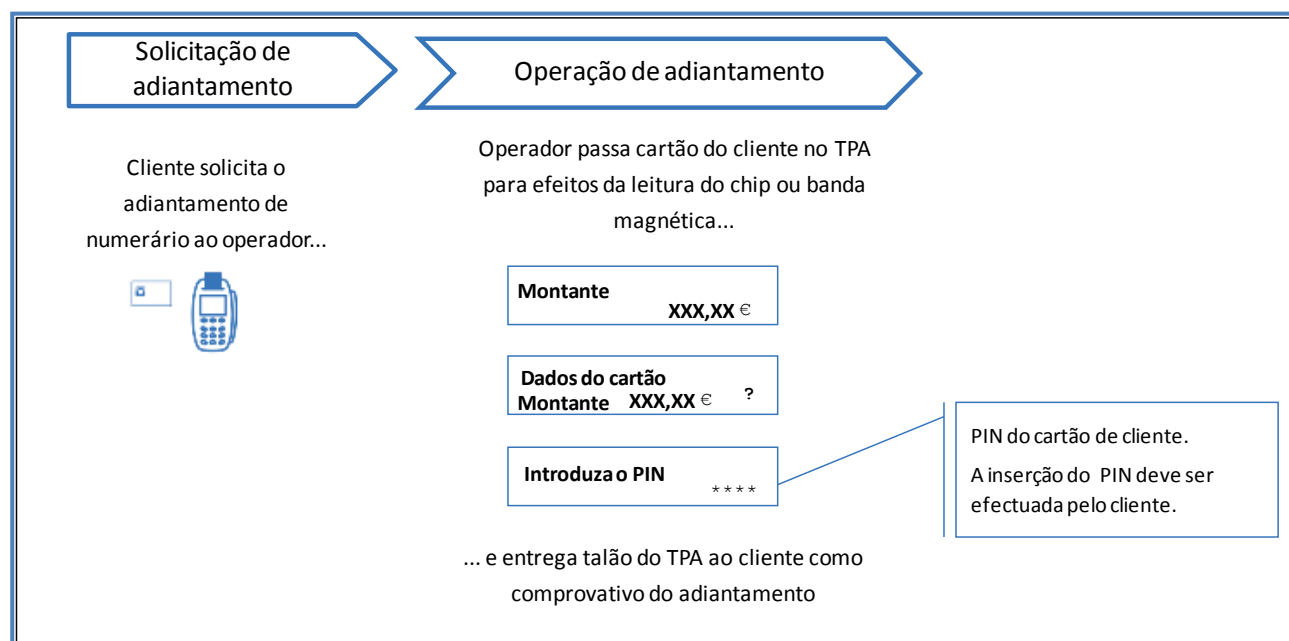 Solicitação de
adiantamento
Operação de adiantamento
Cliente solicita o
adiantamento de
numerário ao operador...
Operador passa cartão do cliente no TPA
para efeitos da leitura do chip ou banda
magnética...
Montante
XXX,XX €
Dados do cartão
Montante XXX,XX € ?
Introduza o PIN ****
PIN do cartão de cliente.
A inserção do PIN deve ser
efectuada pelo cliente.
... e entrega talão do TPA ao cliente como
comprovativo do adiantamento